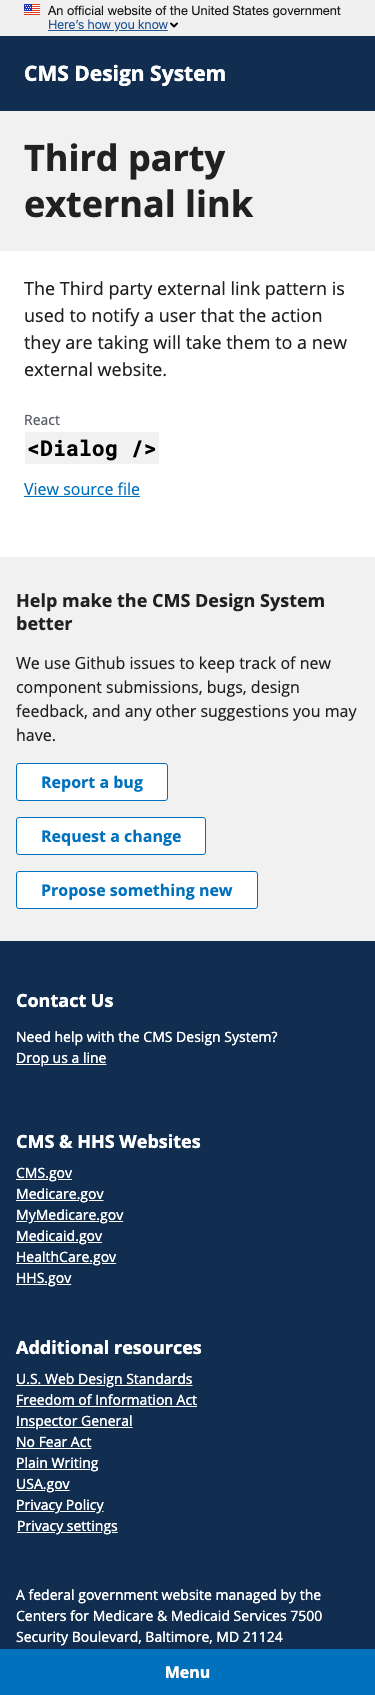 An official website of the United States government
Here's how you know
CMS Design System
Third party
external link
The Third party external link pattern is
used to notify a user that the action
they are taking will take them to a new
external website.
React
<Dialog />
View source file
Help make the CMS Design System
better
We use Github issues to keep track of new
component submissions, bugs, design
feedback, and any other suggestions you may
have.
Report a bug
Request a change
Propose something new
Contact Us
Need help with the CMS Design System?
Drop us a line
CMS & HHS Websites
CMS.gov
Medicare.gov
MyMedicare.gov
Medicaid.gov
HealthCare.gov
HHS.gov
Additional resources
U.S. Web Design Standards
Freedom of Information Act
Inspector General
No Fear Act
Plain Writing
USA.gov
Privacy Policy
Privacy settings
A federal government website managed by the
Centers for Medicare & Medicaid Services 7500
Security Boulevard, Baltimore, MD 21124
Menu